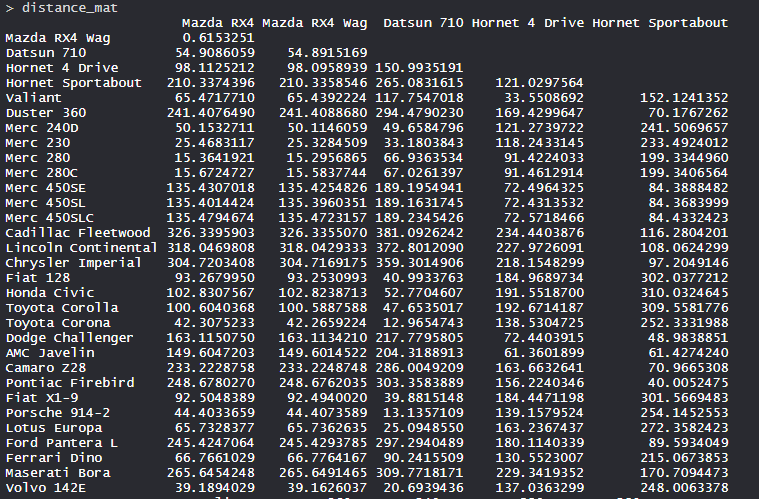 > distance_mat
Mazda RX4 Mazda RX4 Wag Datsun 710 Hornet 4 Drive Hornet Sportabout
Mazda RX4 Wag 0.6153251
Datsun 710 54.9086059 54.8915169
Hornet 4 Drive 98.1125212 98.0958939 150.9935191
Hornet Sportabout 210.3374396 210.3358546 265.0831615 121.0297564
Valiant 65.4717710 65.4392224 117.7547018 33.5508692 152.1241352
Duster 360 241.4076490 241.4088680 294.4790230 169.4299647 70.1767262
Merc 240D 50.1532711 50.1146059 49.6584796 121.2739722 241.5069657
Merc 230 25.4683117 25.3284509 33.1803843 118.2433145 233.4924012
Merc 280 15.3641921 15.2956865 66.9363534 91.4224033 199.3344960
Merc 280C 15.6724727 15.5837744 67.0261397 91.4612914 199.3406564
Merc 450SE 135.4307018 135.4254826 189.1954941 72.4964325 84.3888482
Merc 450SL 135.4014424 135.3960351 189.1631745 72.4313532 84.3683999
Merc 450SLC 135.4794674 135.4723157 189.2345426 72.5718466 84.4332423
Cadillac Fleetwood 326.3395903 326.3355070 381.0926242 234.4403876 116.2804201
Lincoln Continental 318.0469808 318.0429333 372.8012090 227.9726091 108.0624299
Chrysler Imperial 304.7203408 304.7169175 359.3014906 218.1548299 97.2049146
Fiat 128 93.2679950 93.2530993 40.9933763 184.9689734 302.0377212
Honda Civic 102.8307567 102.8238713 52.7704607 191.5518700 310.0324645
Toyota Corolla 100.6040368 100.5887588 47.6535017 192.6714187 309.5581776
Toyota Corona 42.3075233 42.2659224 12.9654743 138.5304725 252.3331988
Dodge Challenger 163.1150750 163.1134210 217.7795805 72.4403915 48.9838851
AMC Javelin 149.6047203 149.6014522 204.3188913 61.3601899 61.4274240
Camaro Z28 233.2228758 233.2248748 286.0049209 163.6632641 70.9665308
Pontiac Firebird 248.6780270 248.6762035 303.3583889 156.2240346 40.0052475
Fiat X1-9 92.5048389 92.4940020 39.8815148 184.4471198 301.5669483
Porsche 914-2 44.4033659 44.4073589 13.1357109 139.1579524 254.1452553
Lotus Europa 65.7328377 65.7362635 25.0948550 163.2367437 272.3582423
Ford Pantera L 245.4247064 245.4293785 297.2940489 180.1140339 89.5934049
Ferrari Dino 66.7661029 66.7764167 90.2415509 130.5523007 215.0673853
Maserati Bora 265.6454248 265.6491465 309.7718171 229.3419352 170.7094473
Volvo 142E 39.1894029 39.1626037 20.6939436 137.0363299 248.0063378